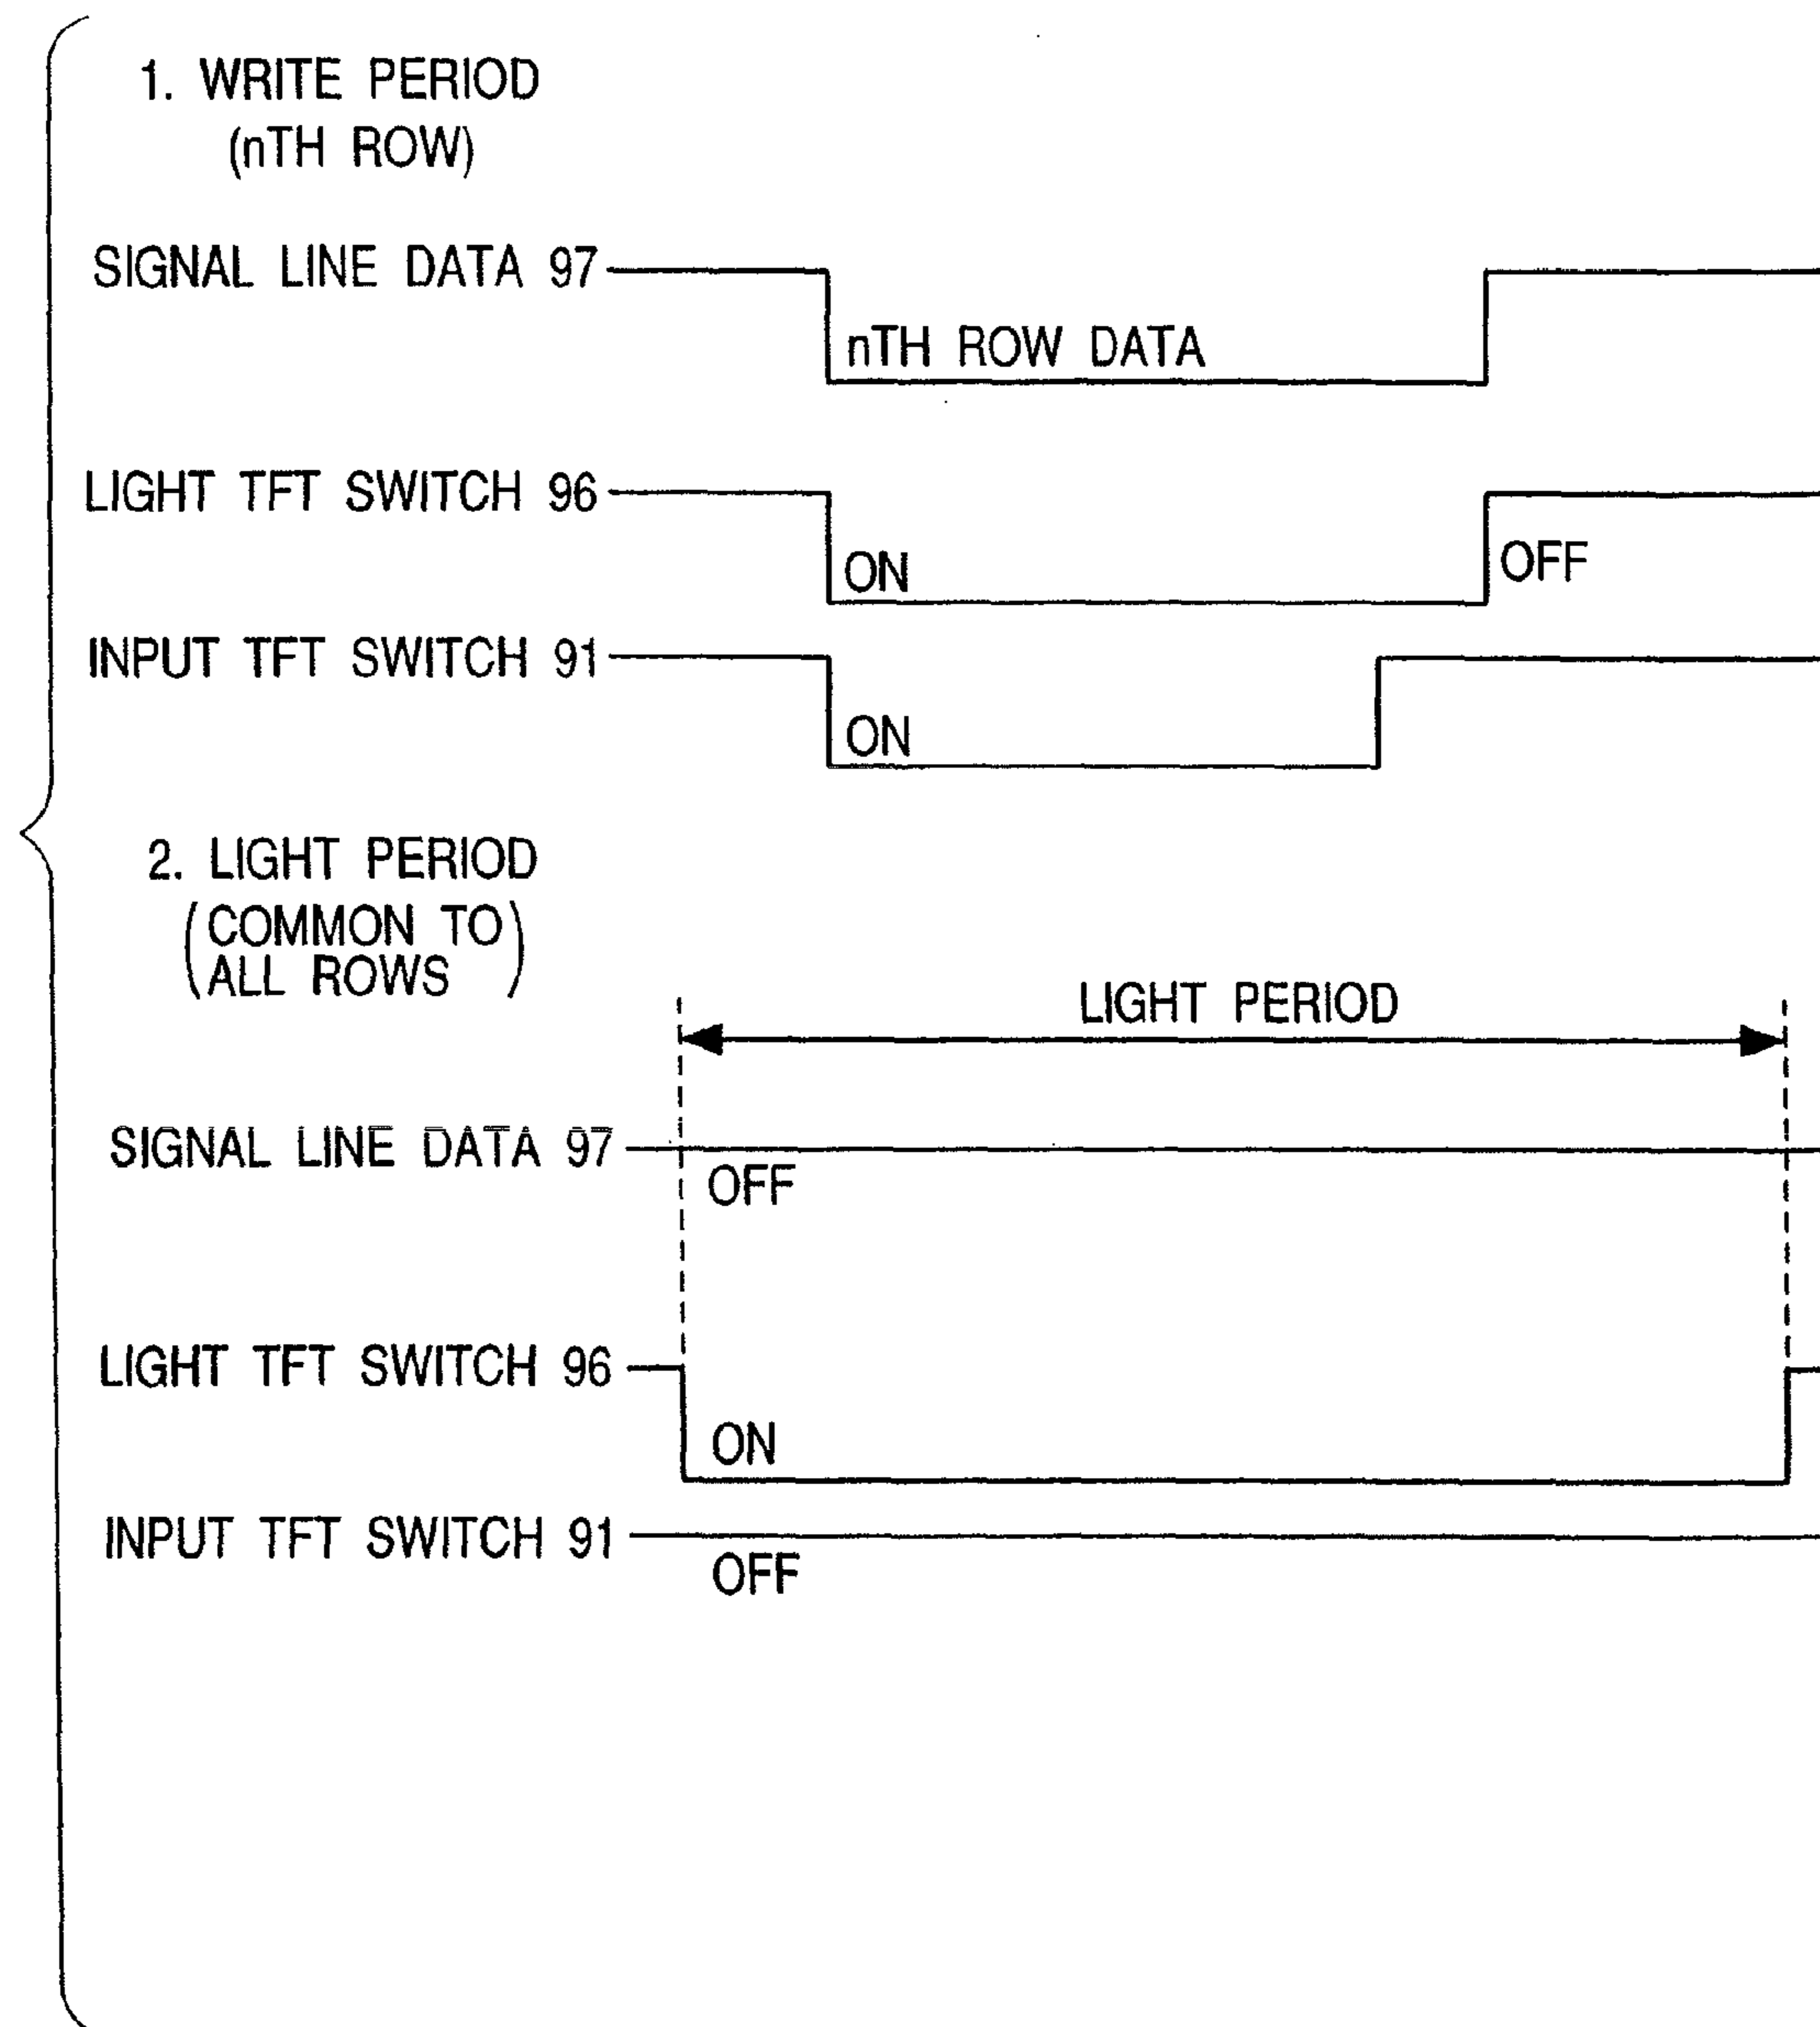 1. WRITE PERIOD
(nTH ROW)
SIGNAL LINE DATA 97
nTH ROW DATA
LIGHT TFT SWITCH 96
ON
OFF
INPUT TFT SWITCH 91
ON
2. LIGHT PERIOD
(COMMON TO
ALL ROWS)
LIGHT PERIOD
SIGNAL LINE DATA 97
OFF
LIGHT TFT SWITCH 96
ON
INPUT TFT SWITCH 91
OFF